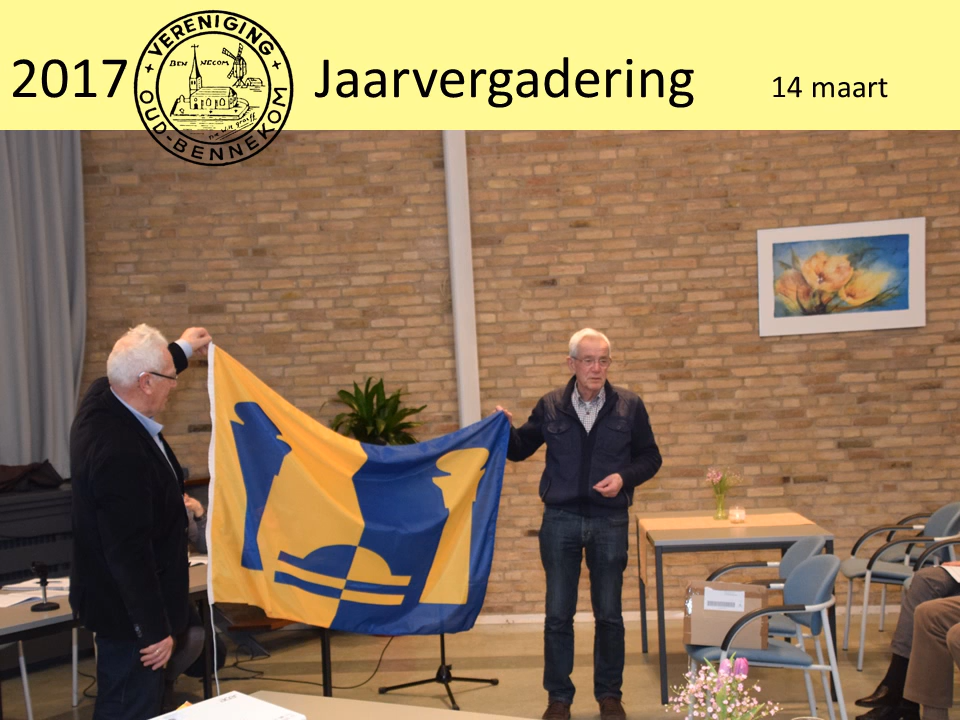 2017 Jaarvergadering 14 maart
VERENIGING
BEN NECOM
OUD-BENNEKOM